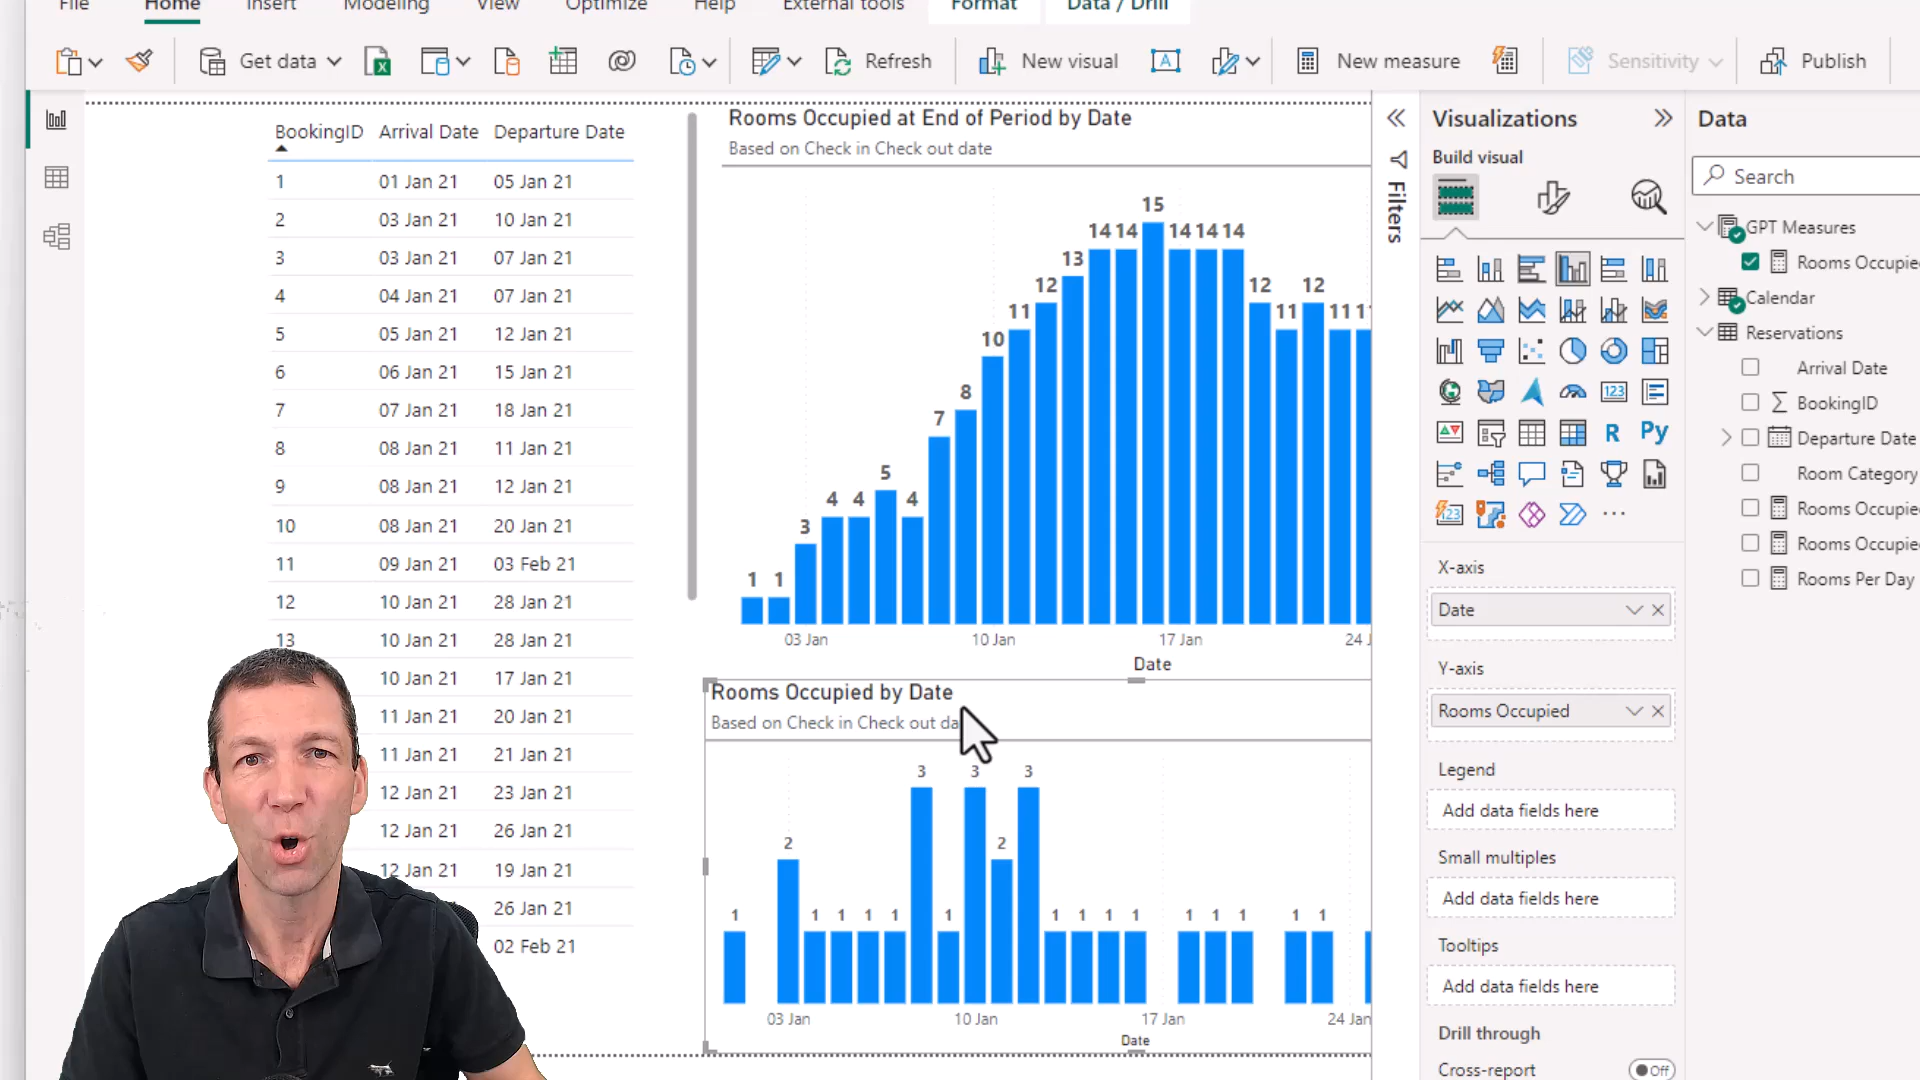 File Home Insert Modeling View Optimize Help External tools Format Data / Drill
Get data Refresh New visual New measure Sensitivity Publish
BookingID Arrival Date Departure Date
1 01 Jan 21 05 Jan 21
2 03 Jan 21 10 Jan 21
3 03 Jan 21 07 Jan 21
4 04 Jan 21 07 Jan 21
5 05 Jan 21 12 Jan 21
6 06 Jan 21 15 Jan 21
7 07 Jan 21 18 Jan 21
8 08 Jan 21 11 Jan 21
9 08 Jan 21 12 Jan 21
10 08 Jan 21 20 Jan 21
11 09 Jan 21 03 Feb 21
12 10 Jan 21 28 Jan 21
13 10 Jan 21 28 Jan 21
10 Jan 21 17 Jan 21
11 Jan 21 20 Jan 21
11 Jan 21 21 Jan 21
12 Jan 21 23 Jan 21
12 Jan 21 26 Jan 21
12 Jan 21 19 Jan 21
26 Jan 21
02 Feb 21
Rooms Occupied at End of Period by Date
Based on Check in Check out date
1 1 3 4 4 5 4 7 8 10 11 12 13 14 14 15 14 14 14 12 11 12 11 11
03 Jan 10 Jan 17 Jan 24 J
Date
Rooms Occupied by Date
Based on Check in Check out da
1 2 1 1 1 1 3 1 3 2 3 1 1 1 1 1 1 1 1 1
03 Jan 10 Jan 17 Jan 24 Jan
Date
Filters
Visualizations
Build visual
123
R Py
123
X-axis
Date
Y-axis
Rooms Occupied
Legend
Add data fields here
Small multiples
Add data fields here
Tooltips
Add data fields here
Drill through
Cross-report Off
Data
Search
GPT Measures
Rooms Occupied
Calendar
Reservations
Arrival Date
BookingID
Departure Date
Room Category
Rooms Occupied
Rooms Occupied
Rooms Per Day